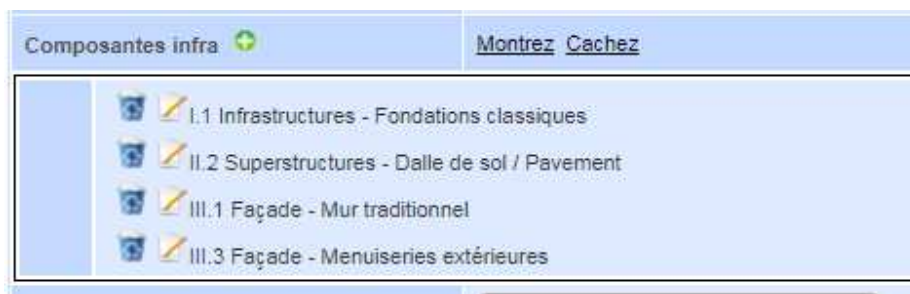 Composantes infra Montrez Cachez
I.1 Infrastructures - Fondations classiques
II.2 Superstructures - Dalle de sol / Pavement
III.1 Façade - Mur traditionnel
III.3 Façade - Menuiseries extérieures